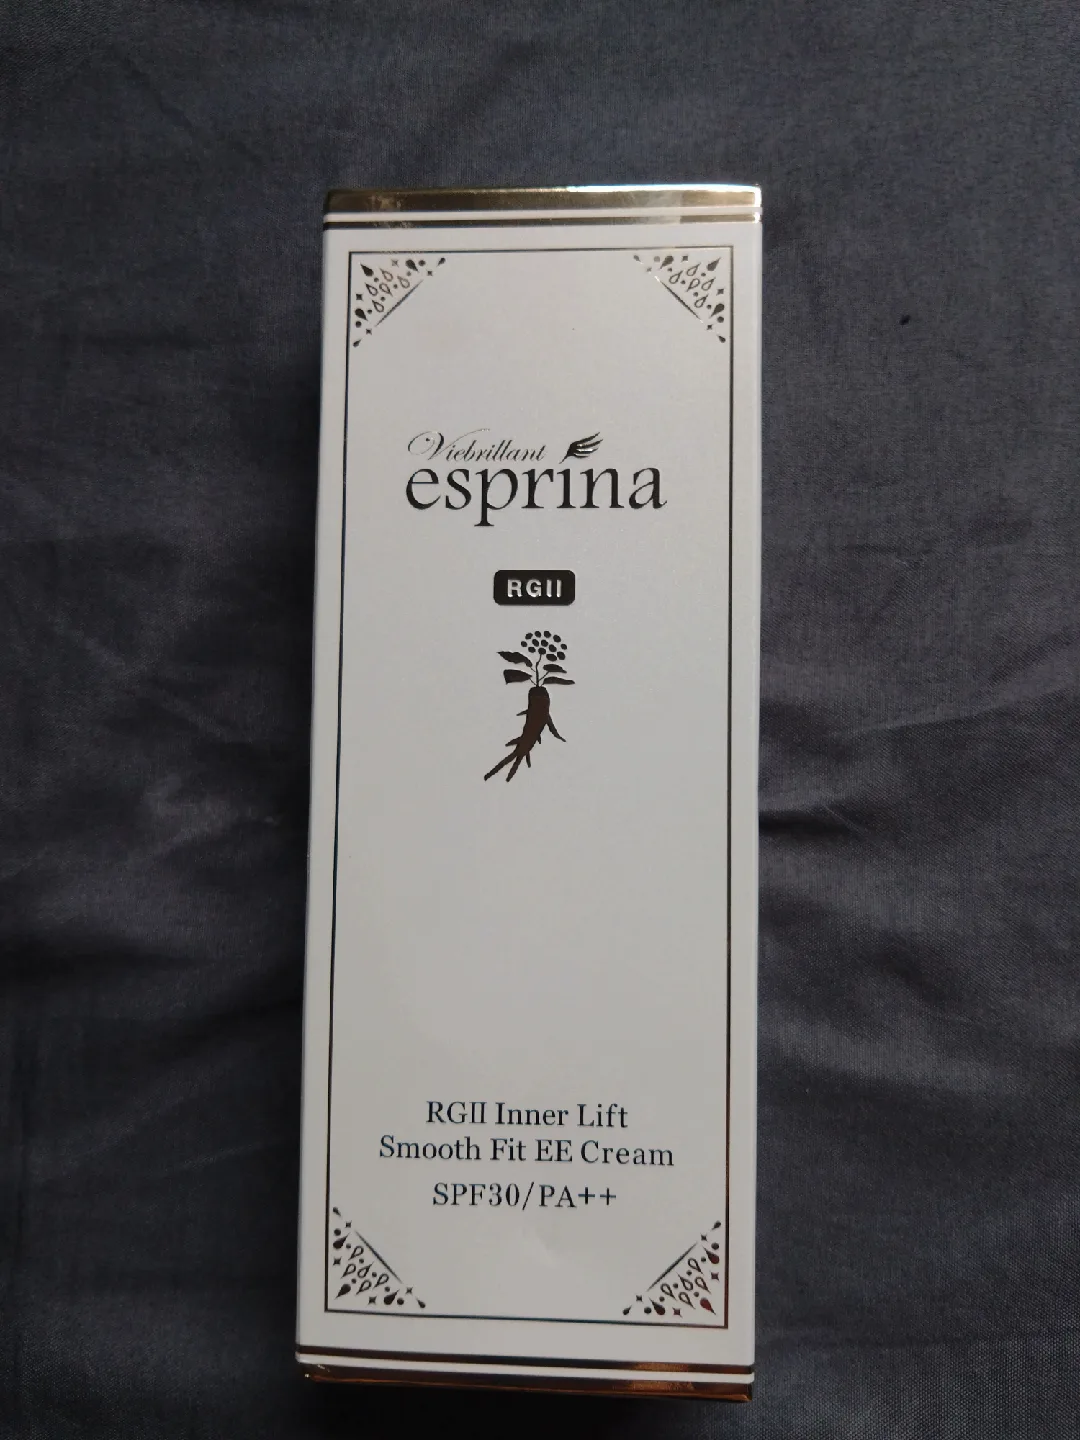 Viebrillant
esprina
RGII
RGII Inner Lift
Smooth Fit EE Cream
SPF30/PA++